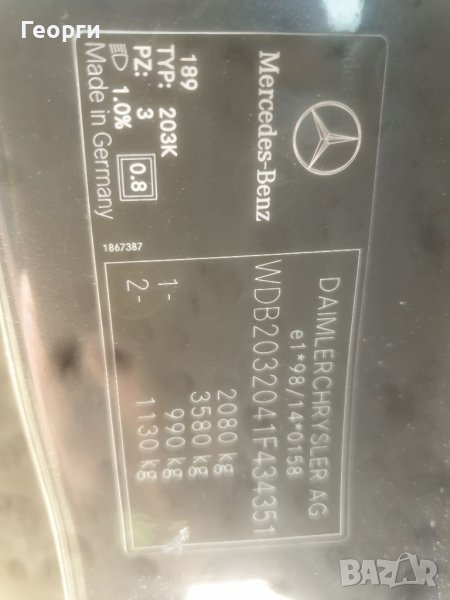 Георги
Mercedes-Benz
DAIMLERCHRYSLER AG
e1*98/14*0158
WDB2032041F434351
2080 kg
3580 kg
1- 990 kg
2- 1130 kg
189
TYP: 203K
PZ: 3
1.0% 0.8
Made in Germany
1867387
BAZAR